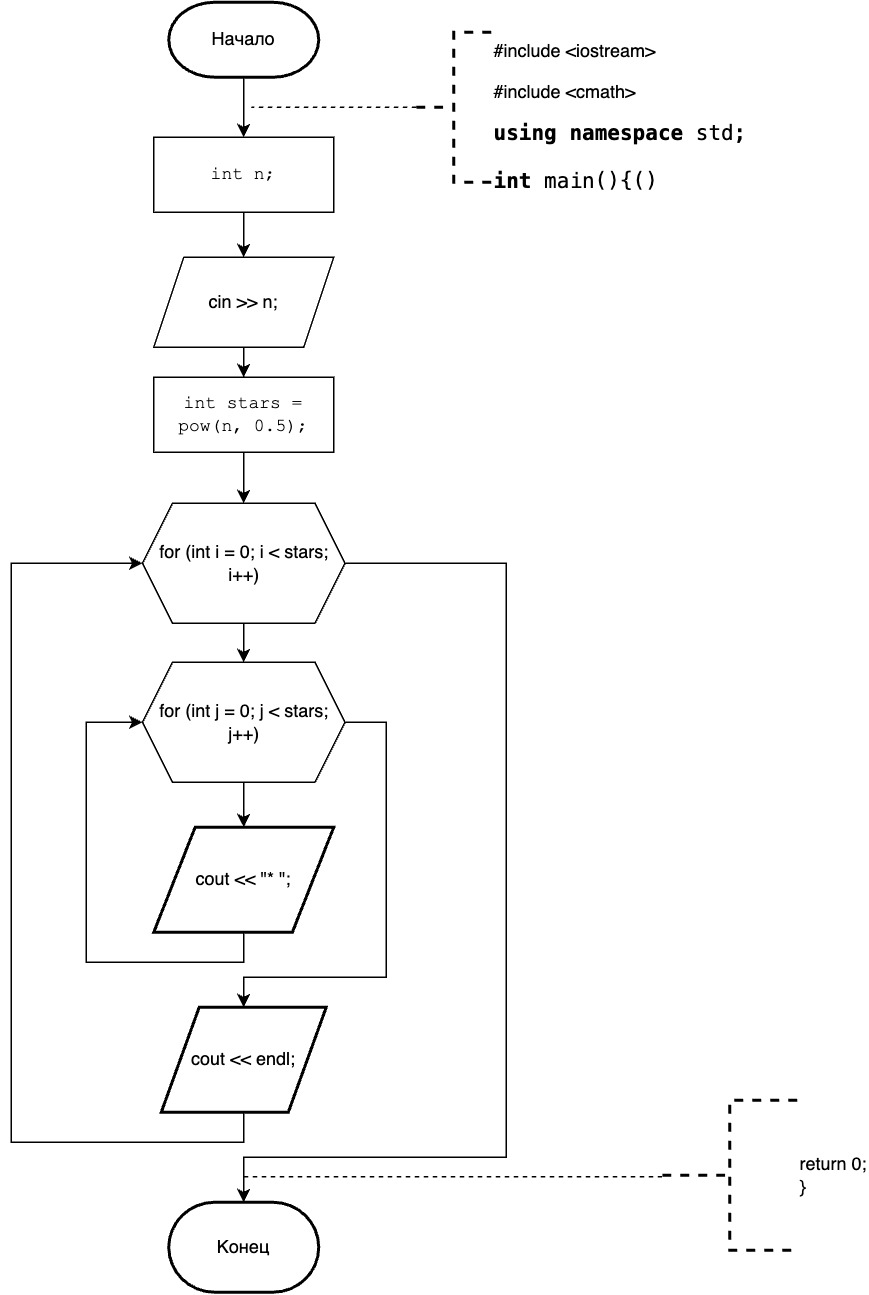 Начало
#include <iostream>
#include <cmath>
using namespace std;
int main(){()
int n;
cin >> n;
int stars =
pow(n, 0.5);
for (int i = 0; i < stars;
i++)
for (int j = 0; j < stars;
j++)
cout << "* ";
cout << endl;
return 0;
}
Конец